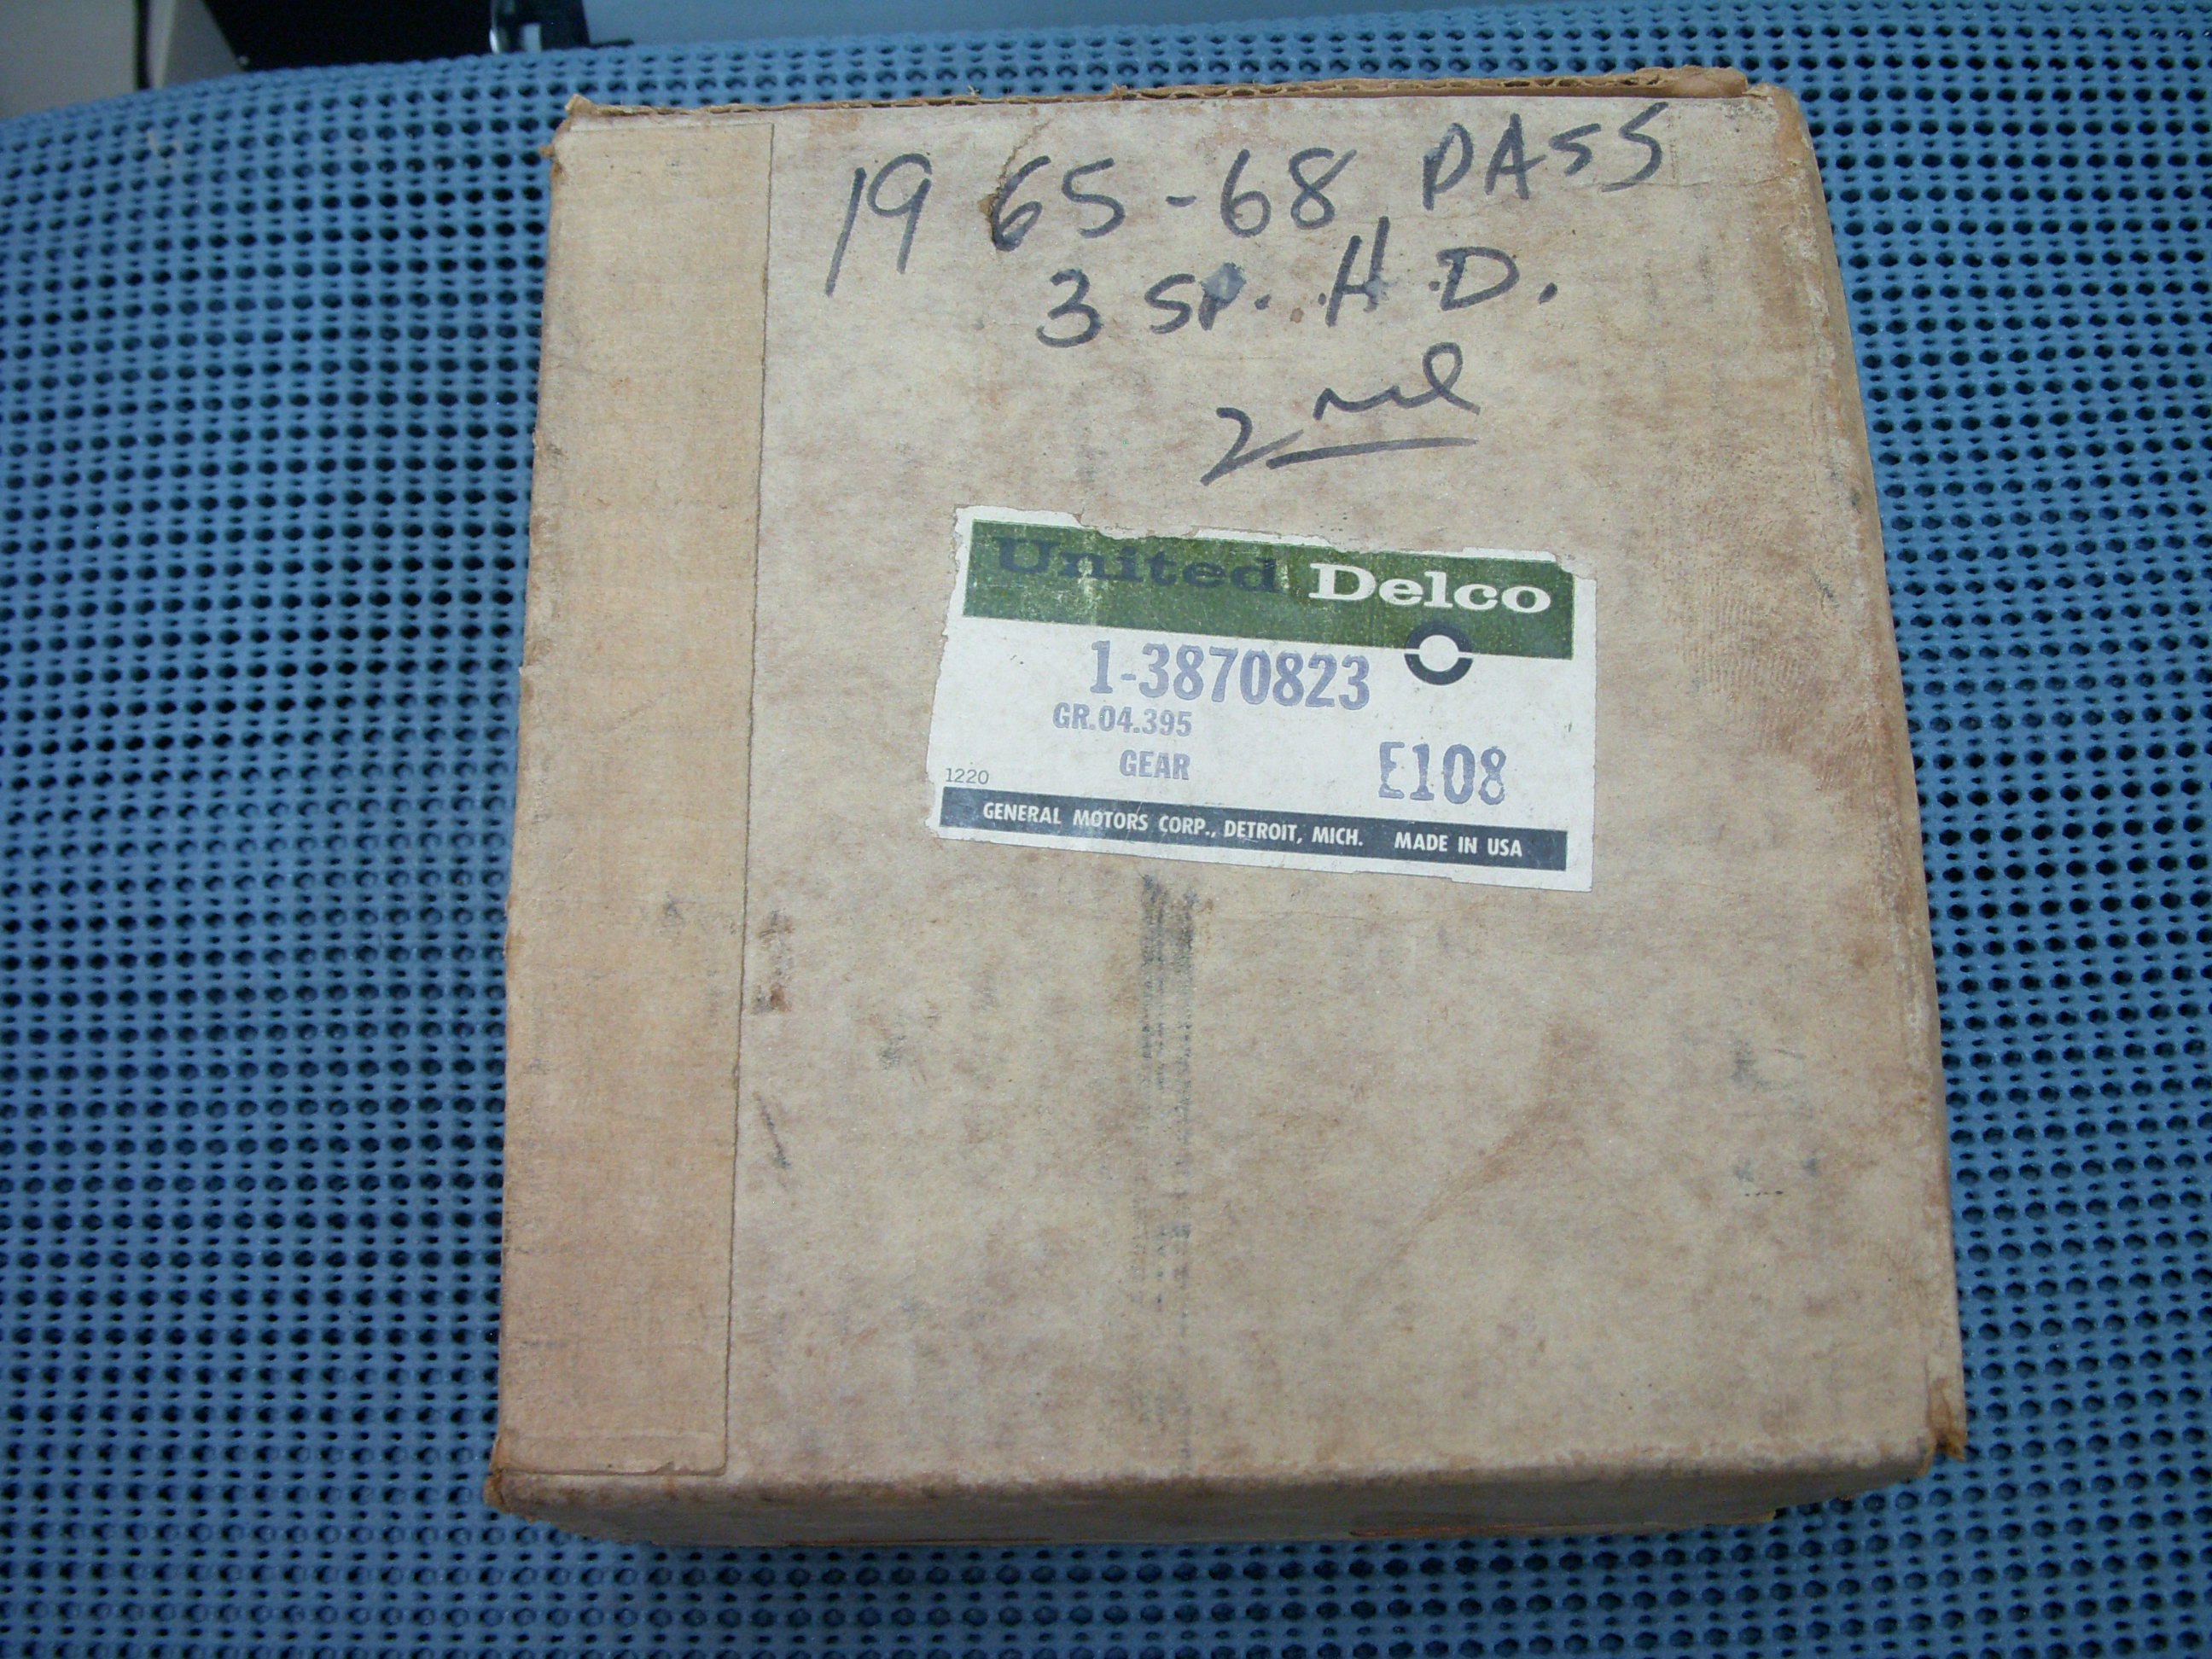 1965-68 PASS
3 SP. H.D.
2nd
United Delco
1-3870823
GR.04.395
GEAR E108
1220
GENERAL MOTORS CORP., DETROIT, MICH. MADE IN USA